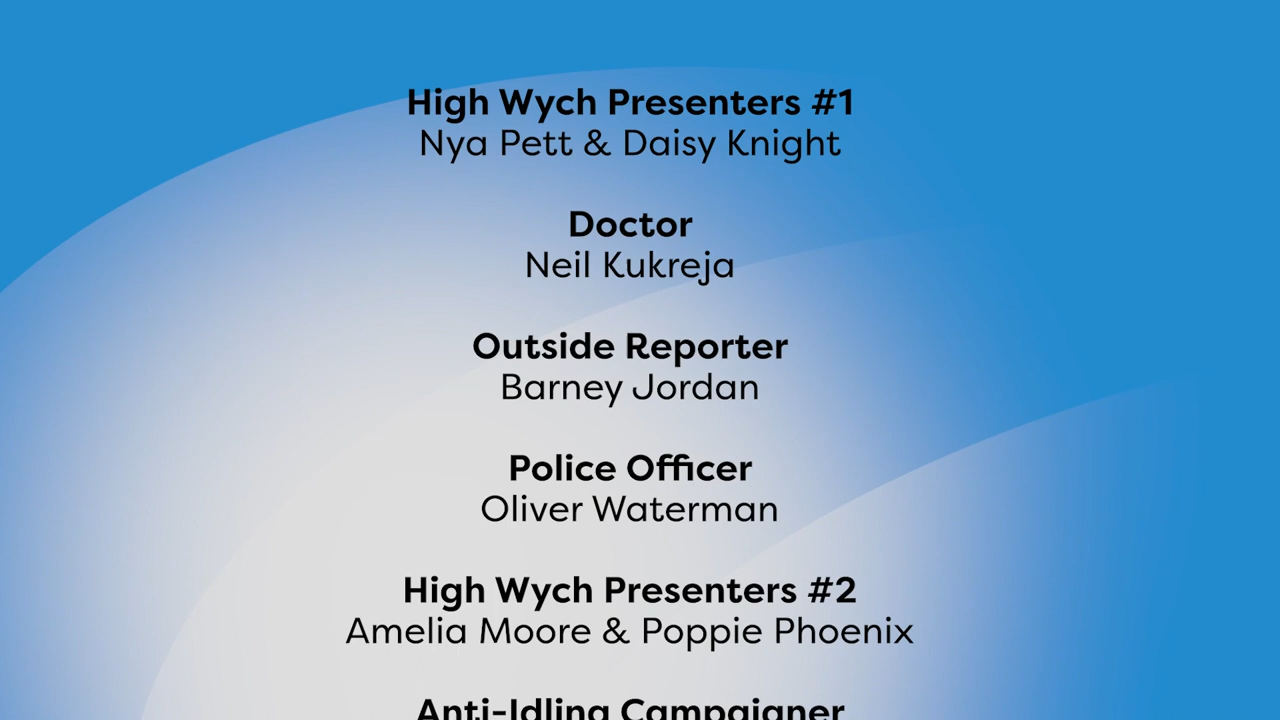 High Wych Presenters #1
Nya Pett & Daisy Knight
Doctor
Neil Kukreja
Outside Reporter
Barney Jordan
Police Officer
Oliver Waterman
High Wych Presenters #2
Amelia Moore & Poppie Phoenix
Anti-Idling Campaigner